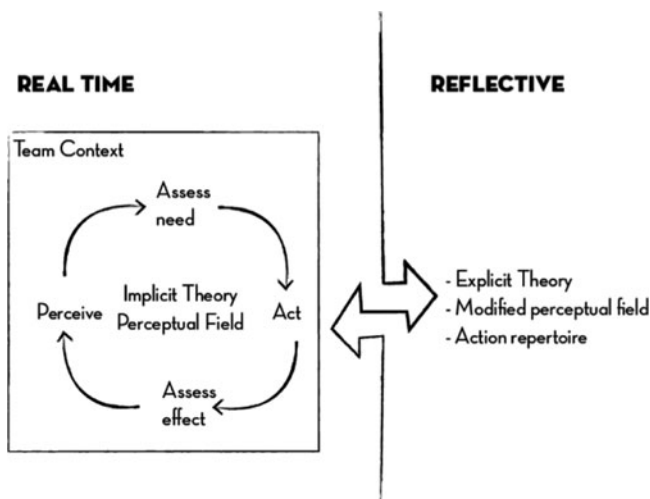 REAL TIME
REFLECTIVE
Team Context
Assess
need
Perceive
Implicit Theory
Perceptual Field
Act
Assess
effect
- Explicit Theory
- Modified perceptual field
- Action repertoire